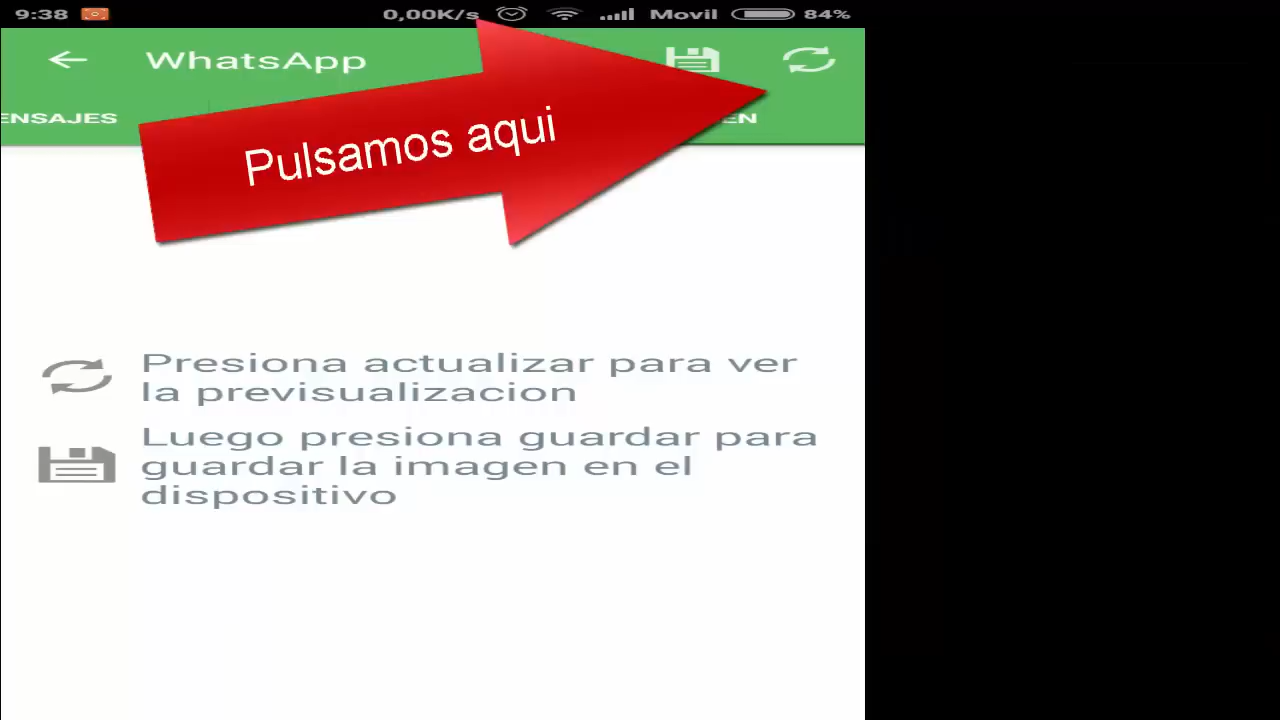 9:38 0,00K/s Movil 84%
WhatsApp
ENSAJES EN
Pulsamos aqui
Presiona actualizar para ver
la previsualizacion
Luego presiona guardar para
guardar la imagen en el
dispositivo